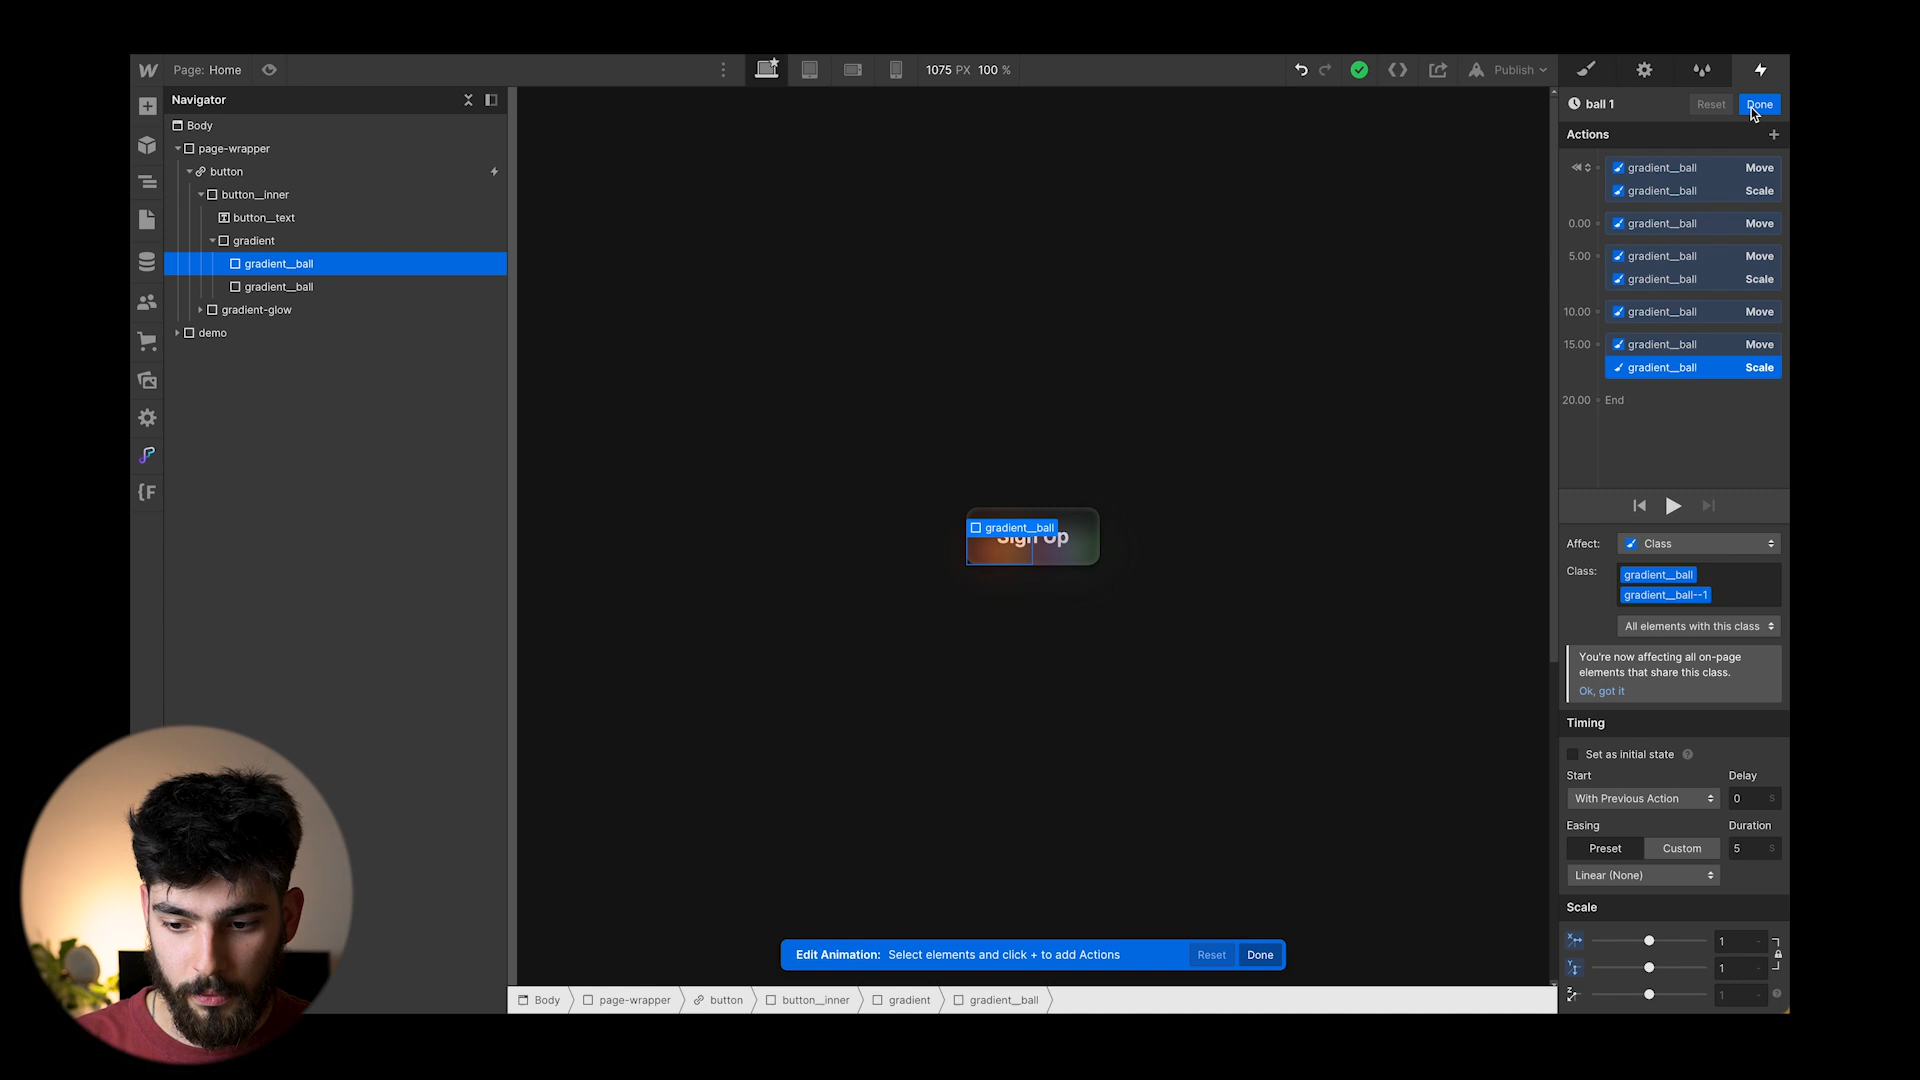 Page: Home
1075 PX 100 %
Publish
Navigator
Body
page-wrapper
button
button__inner
button__text
gradient
gradient__ball
gradient__ball
gradient-glow
demo
{F
gradient__ball
Sign Up
Edit Animation: Select elements and click + to add Actions
Reset
Done
Body
page-wrapper
button
button__inner
gradient
gradient__ball
ball 1
Reset
Done
Actions
gradient__ball Move
gradient__ball Scale
0.00 gradient__ball Move
5.00 gradient__ball Move
gradient__ball Scale
10.00 gradient__ball Move
15.00 gradient__ball Move
gradient__ball Scale
20.00 End
Affect: Class
Class: gradient__ball
gradient__ball--1
All elements with this class
You're now affecting all on-page
elements that share this class.
Ok, got it
Timing
Set as initial state
Start Delay
With Previous Action 0 S
Easing Duration
Preset Custom 5 S
Linear (None)
Scale
X 1 -
Y 1 -
Z 1 -